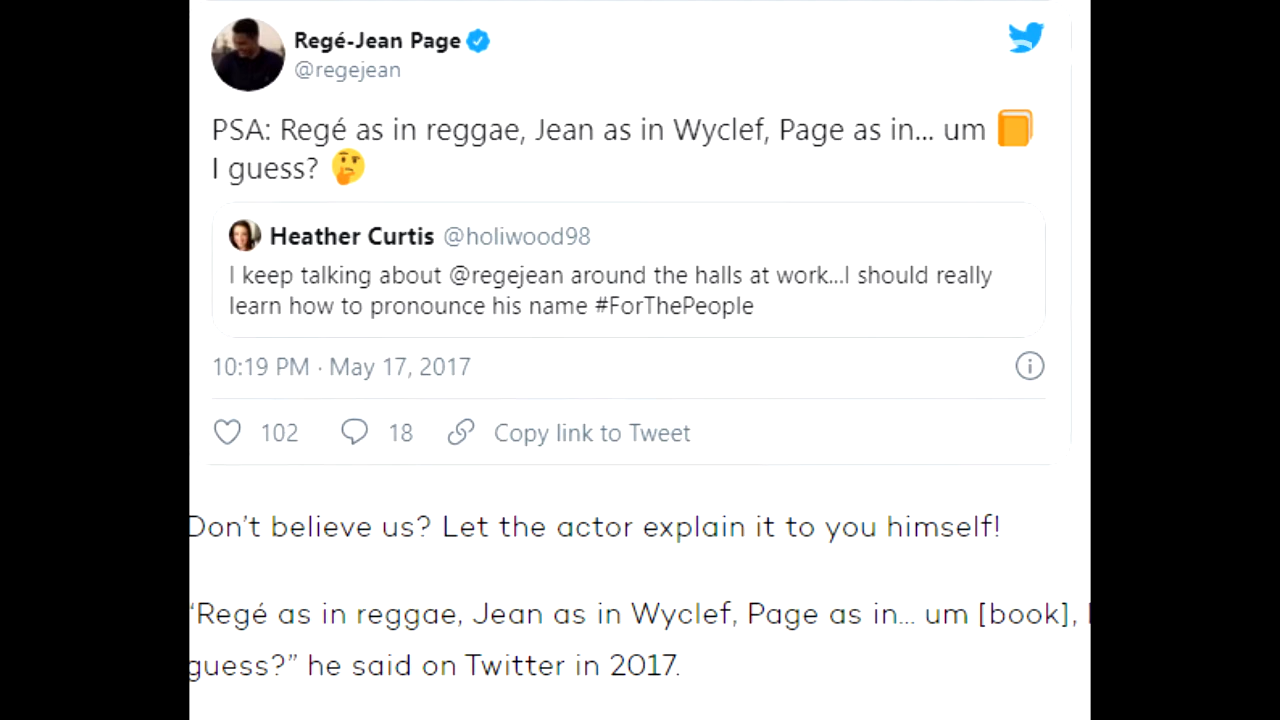 Regé-Jean Page
@regejean
PSA: Regé as in reggae, Jean as in Wyclef, Page as in... um 📙
I guess? 🤔
Heather Curtis @holiwood98
I keep talking about @regejean around the halls at work...I should really
learn how to pronounce his name #ForThePeople
10:19 PM · May 17, 2017
102 18 Copy link to Tweet
Don’t believe us? Let the actor explain it to you himself!
“Regé as in reggae, Jean as in Wyclef, Page as in… um [book], I
guess?” he said on Twitter in 2017.